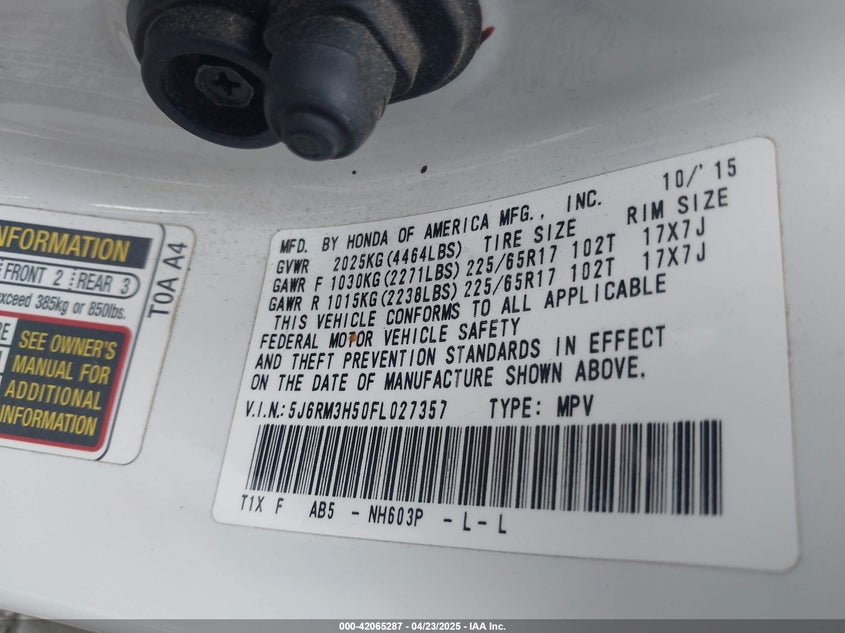 NFORMATION
FRONT 2 REAR 3
exceed 385kg or 850lbs.
SEE OWNER'S
MANUAL FOR
ADDITIONAL
INFORMATION
T0A A4
10/'15
MFD. BY HONDA OF AMERICA MFG., INC.
GVWR 2025KG(4464LBS) TIRE SIZE RIM SIZE
GAWR F 1030KG(2271LBS) 225/65R17 102T 17X7J
GAWR R 1015KG(2238LBS) 225/65R17 102T 17X7J
THIS VEHICLE CONFORMS TO ALL APPLICABLE
FEDERAL MOTOR VEHICLE SAFETY
AND THEFT PREVENTION STANDARDS IN EFFECT
ON THE DATE OF MANUFACTURE SHOWN ABOVE.
V.I.N.: 5J6RM3H50FL027357 TYPE: MPV
T1X F AB5 - NH603P - L - L
000-42065287 - 04/23/2025 - IAA Inc.